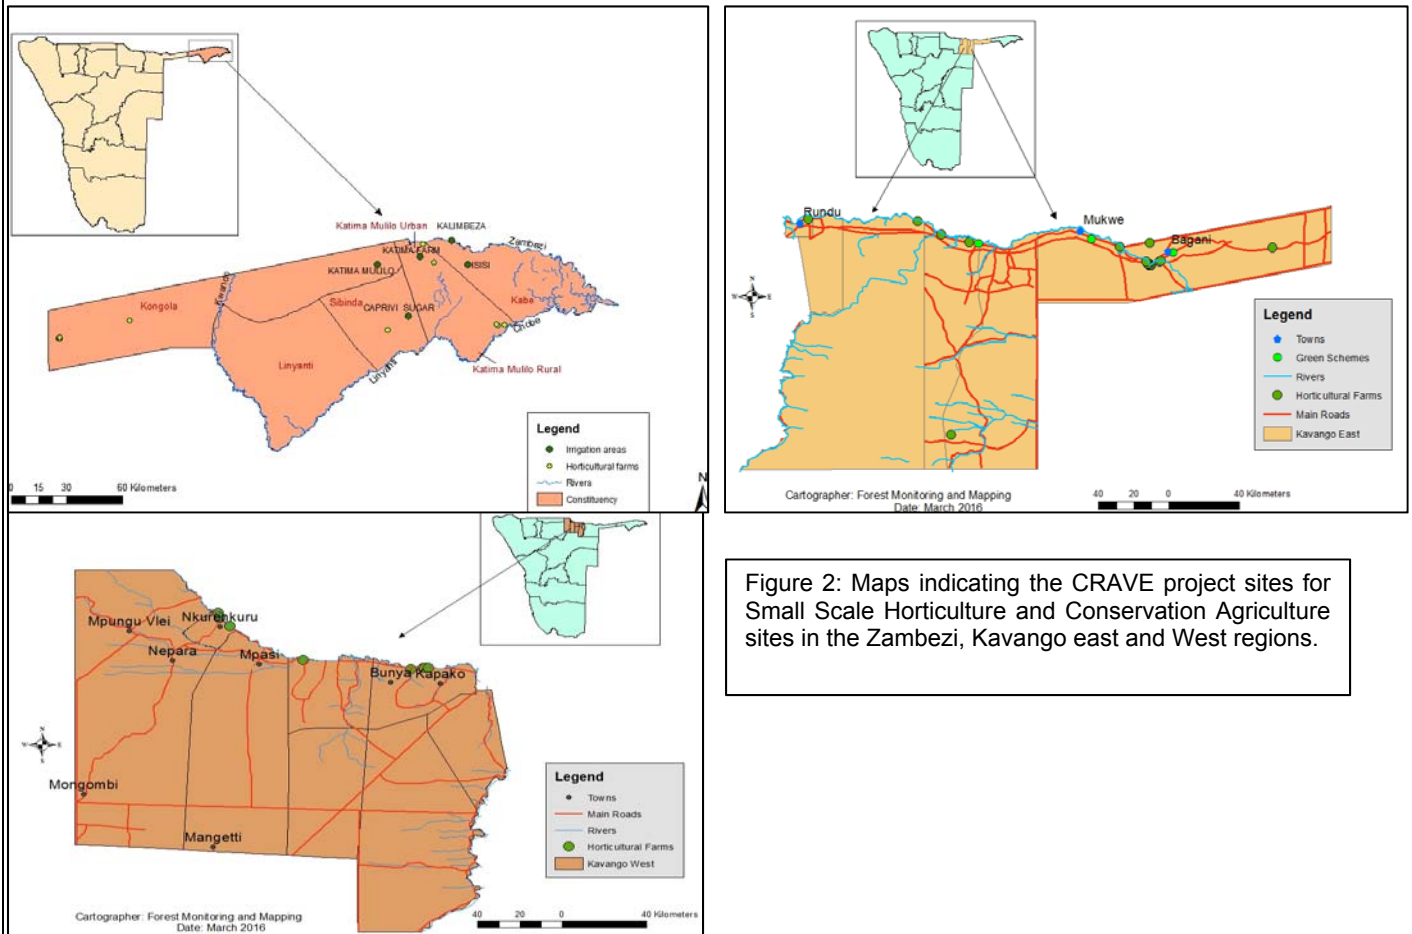 Katima Mulilo Urban
KALIMBEZA
Zambezi
KATIMA FARM
KATIMA MULILO
ISISI
Kongola
Kwando
Sibinda
CAPRIVI SUGAR
Kabe
Chobe
Linyanti
Linyanti
Katima Mulilo Rural
Legend
Irrigation areas
Horticultural farms
Rivers
Constituency
0 15 30 60 Kilometers
N
Rundu
Mukwe
Bagani
N
W E
S
Legend
Towns
Green Schemes
Rivers
Horticultural Farms
Main Roads
Kavango East
Cartographer: Forest Monitoring and Mapping
Date: March 2016
40 20 0 40 Kilometers
Mpungu Vlei
Nkurenkuru
Nepara
Mpasi
Bunya
Kapako
N
W E
S
Mongombi
Mangetti
Legend
Towns
Main Roads
Rivers
Horticultural Farms
Kavango West
Cartographer: Forest Monitoring and Mapping
Date: March 2016
40 20 0 40 Kilometers
Figure 2: Maps indicating the CRAVE project sites for
Small Scale Horticulture and Conservation Agriculture
sites in the Zambezi, Kavango east and West regions.